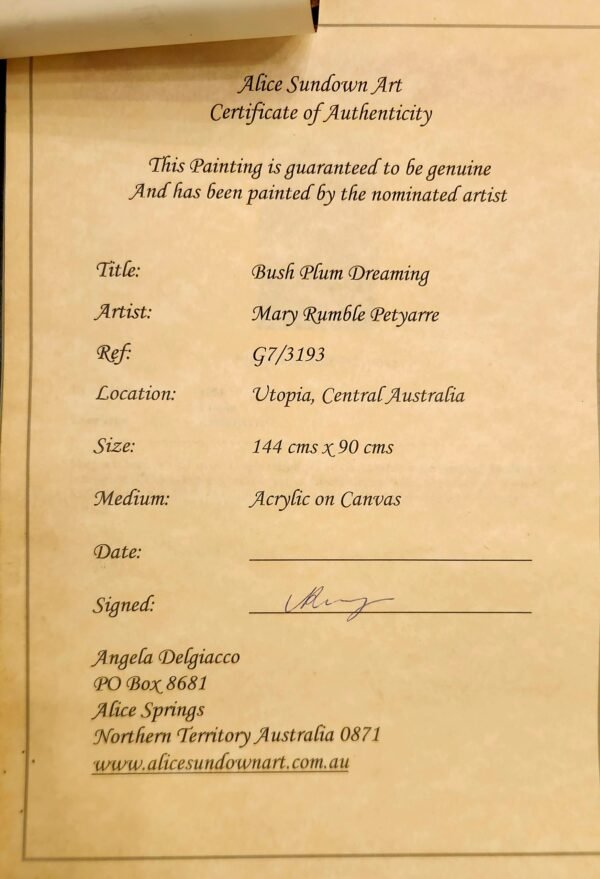 Alice Sundown Art
Certificate of Authenticity
This Painting is guaranteed to be genuine
And has been painted by the nominated artist
Title: Bush Plum Dreaming
Artist: Mary Rumble Petyarre
Ref: G7/3193
Location: Utopia, Central Australia
Size: 144 cms x 90 cms
Medium: Acrylic on Canvas
Date:
Signed:
Angela Delgiacco
PO Box 8681
Alice Springs
Northern Territory Australia 0871
www.alicesundownart.com.au